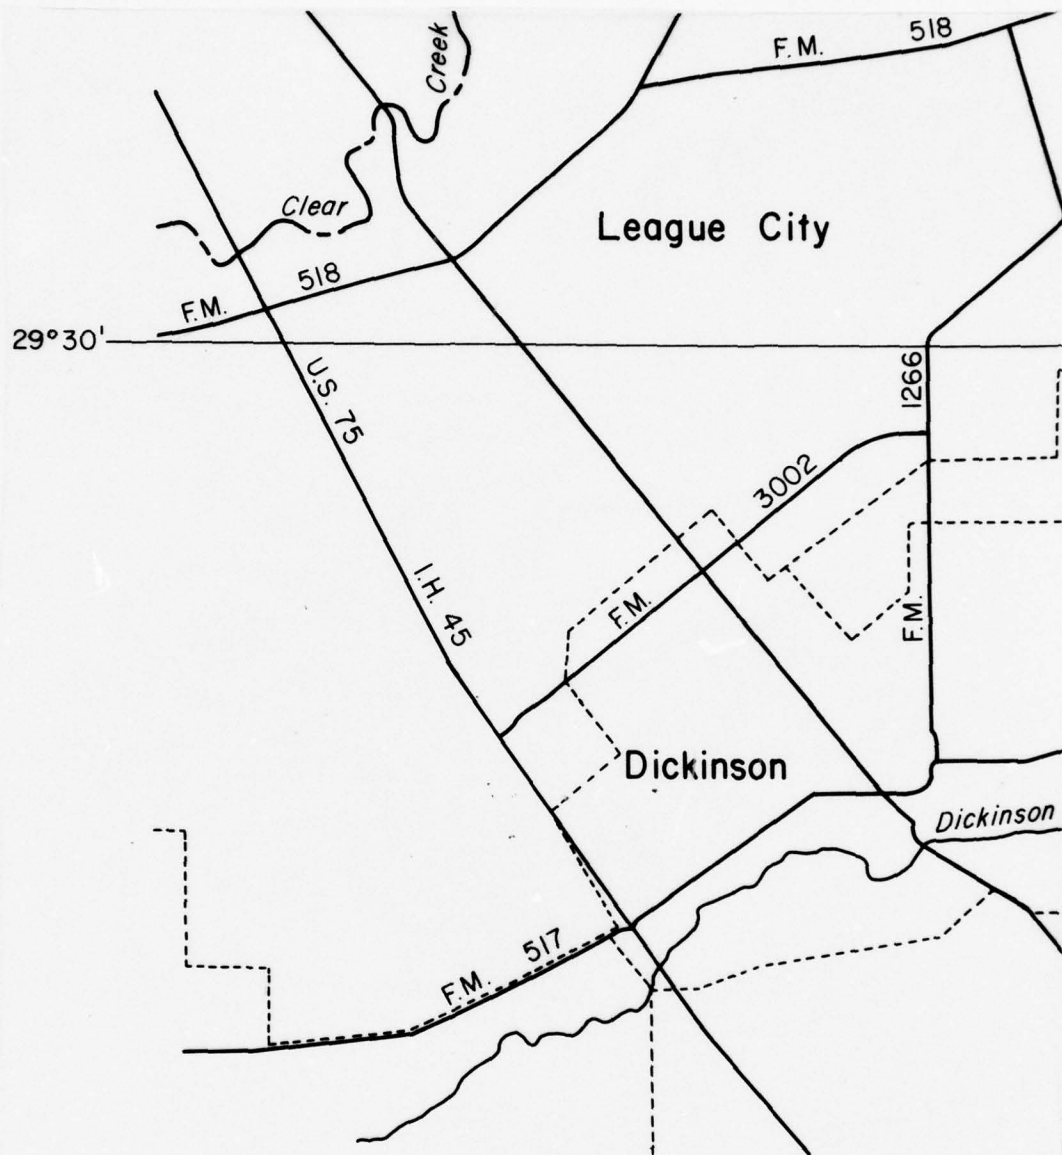 518
F.M.
Creek
Clear
League City
518
F.M.
29°30'
U.S. 75
1266
3002
I.H. 45
F.M.
F.M.
Dickinson
Dickinson
517
F.M.